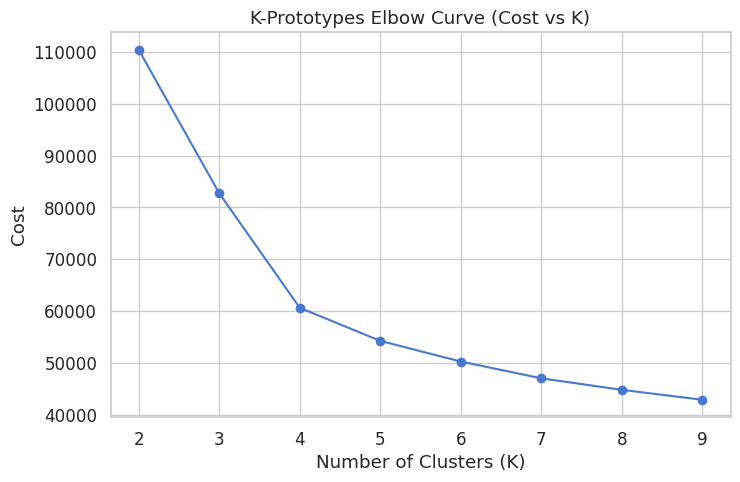 K-Prototypes Elbow Curve (Cost vs K)
110000
100000
90000
80000
70000
60000
50000
40000
Cost
2 3 4 5 6 7 8 9
Number of Clusters (K)